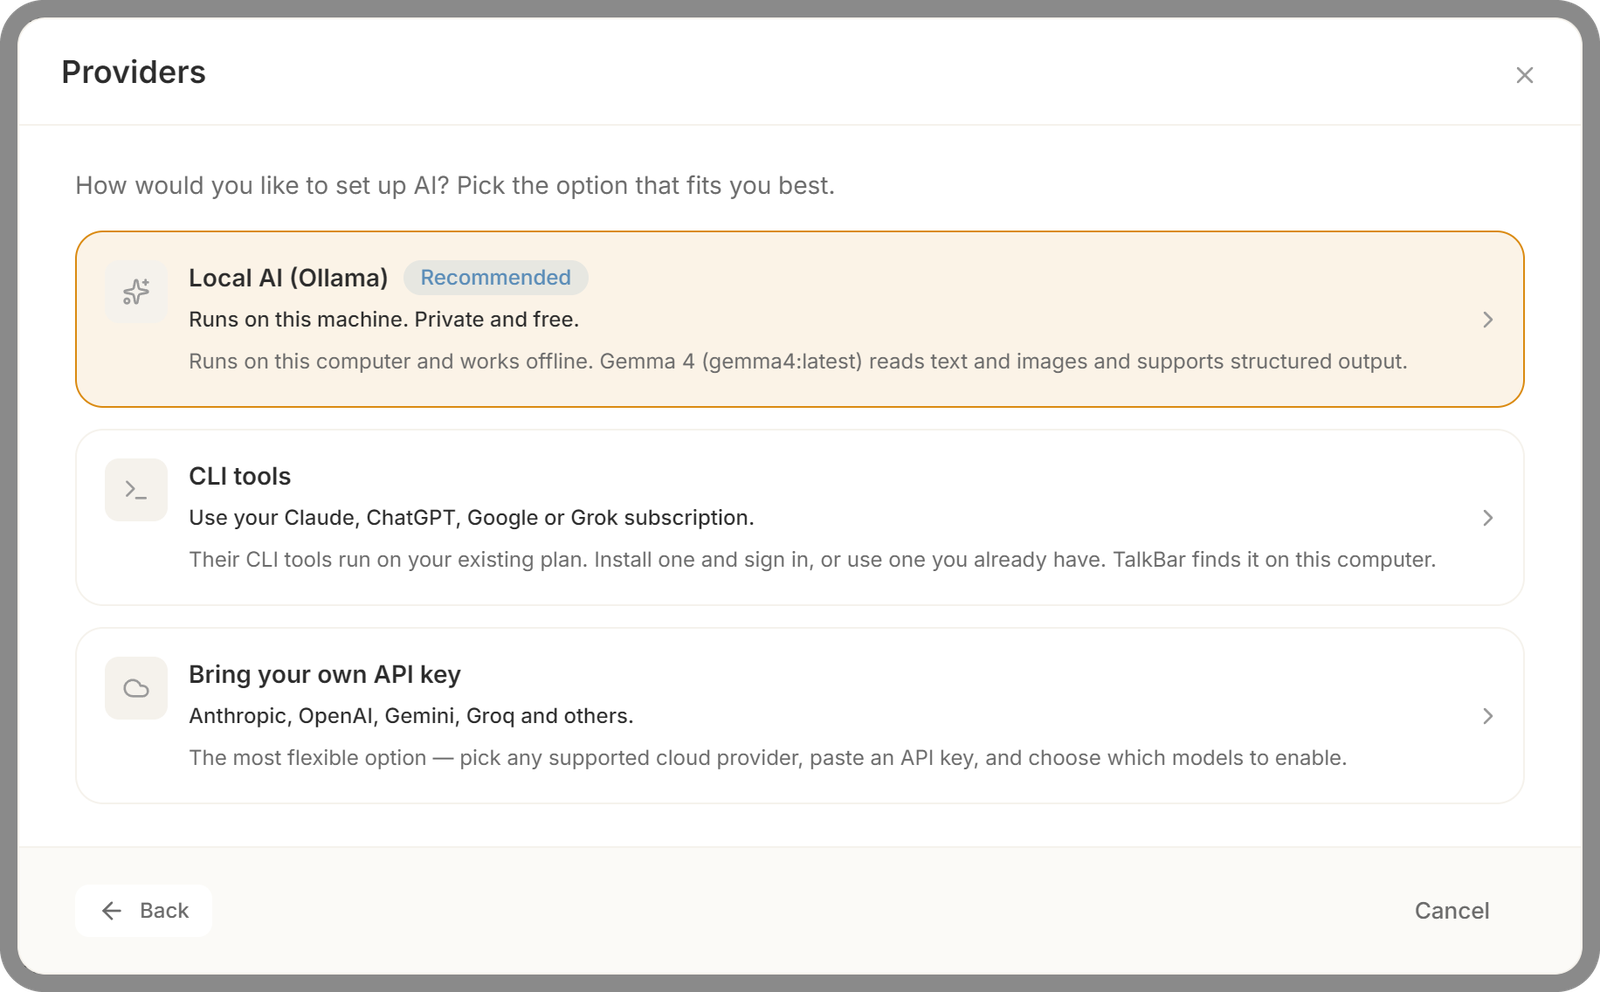 Providers
How would you like to set up AI? Pick the option that fits you best.
Local AI (Ollama) Recommended
Runs on this machine. Private and free.
Runs on this computer and works offline. Gemma 4 (gemma4:latest) reads text and images and supports structured output.
CLI tools
Use your Claude, ChatGPT, Google or Grok subscription.
Their CLI tools run on your existing plan. Install one and sign in, or use one you already have. TalkBar finds it on this computer.
Bring your own API key
Anthropic, OpenAI, Gemini, Groq and others.
The most flexible option — pick any supported cloud provider, paste an API key, and choose which models to enable.
Back
Cancel